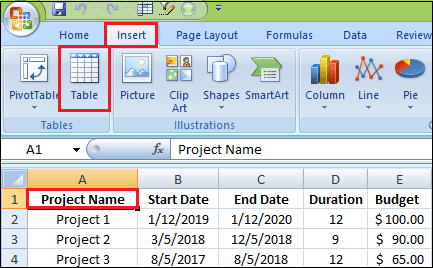 Home Insert Page Layout Formulas Data Review
PivotTable Table Picture Clip Art Shapes SmartArt Column Line Pie
Tables Illustrations
A1 fx Project Name
A B C D E
1 Project Name Start Date End Date Duration Budget
2 Project 1 1/12/2019 1/12/2020 12 $100.00
3 Project 2 3/5/2018 12/5/2018 9 $ 90.00
4 Project 3 8/5/2017 8/5/2018 12 $ 65.00